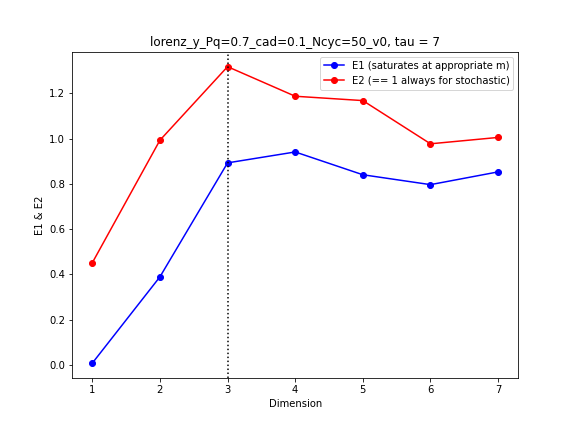 lorenz_y_Pq=0.7_cad=0.1_Ncyc=50_v0, tau = 7
E1 (saturates at appropriate m)
E2 (== 1 always for stochastic)
E1 & E2
1.2
1.0
0.8
0.6
0.4
0.2
0.0
1 2 3 4 5 6 7
Dimension